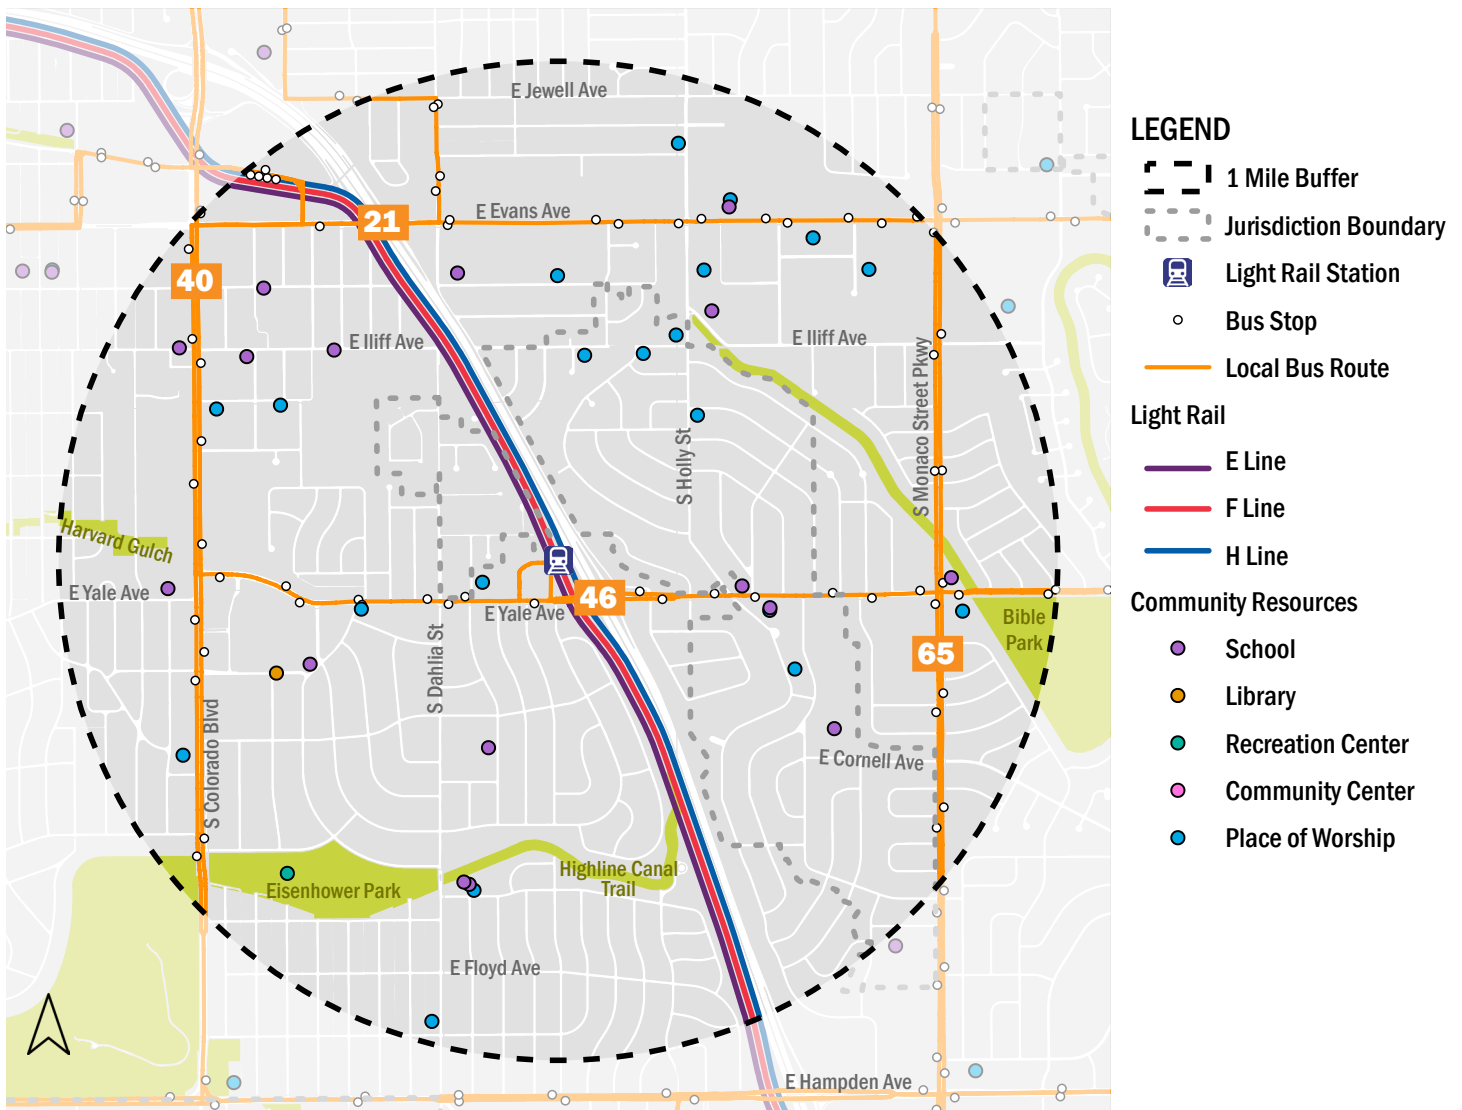 E Jewell Ave
E Evans Ave
21
40
E Iliff Ave
E Iliff Ave
S Monaco Street Pkwy
S Holly St
Harvard Gulch
E Yale Ave
46
E Yale Ave
Bible
Park
65
S Dahlia St
S Colorado Blvd
E Cornell Ave
Highline Canal
Trail
Eisenhower Park
E Floyd Ave
E Hampden Ave
LEGEND
1 Mile Buffer
Jurisdiction Boundary
Light Rail Station
Bus Stop
Local Bus Route
Light Rail
E Line
F Line
H Line
Community Resources
School
Library
Recreation Center
Community Center
Place of Worship